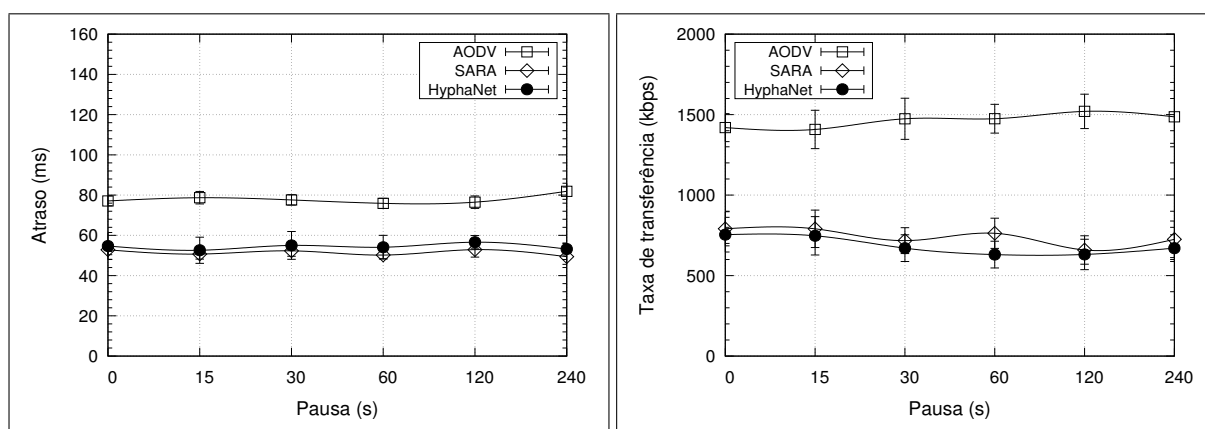 160
140
120
100
80
60
40
20
0
Atraso (ms)
AODV
SARA
HyphaNet
0 15 30 60 120 240
Pausa (s)
2000
1500
1000
500
0
Taxa de transferência (kbps)
AODV
SARA
HyphaNet
0 15 30 60 120 240
Pausa (s)